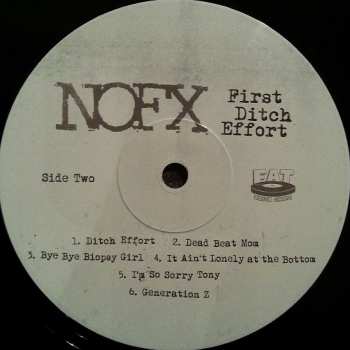 NOFX
First
Ditch
Effort
Side Two
FAT
1. Ditch Effort 2. Dead Beat Mom
3. Bye Bye Biopsy Girl 4. It Ain't Lonely at the Bottom
5. I'm So Sorry Tony
6. Generation Z